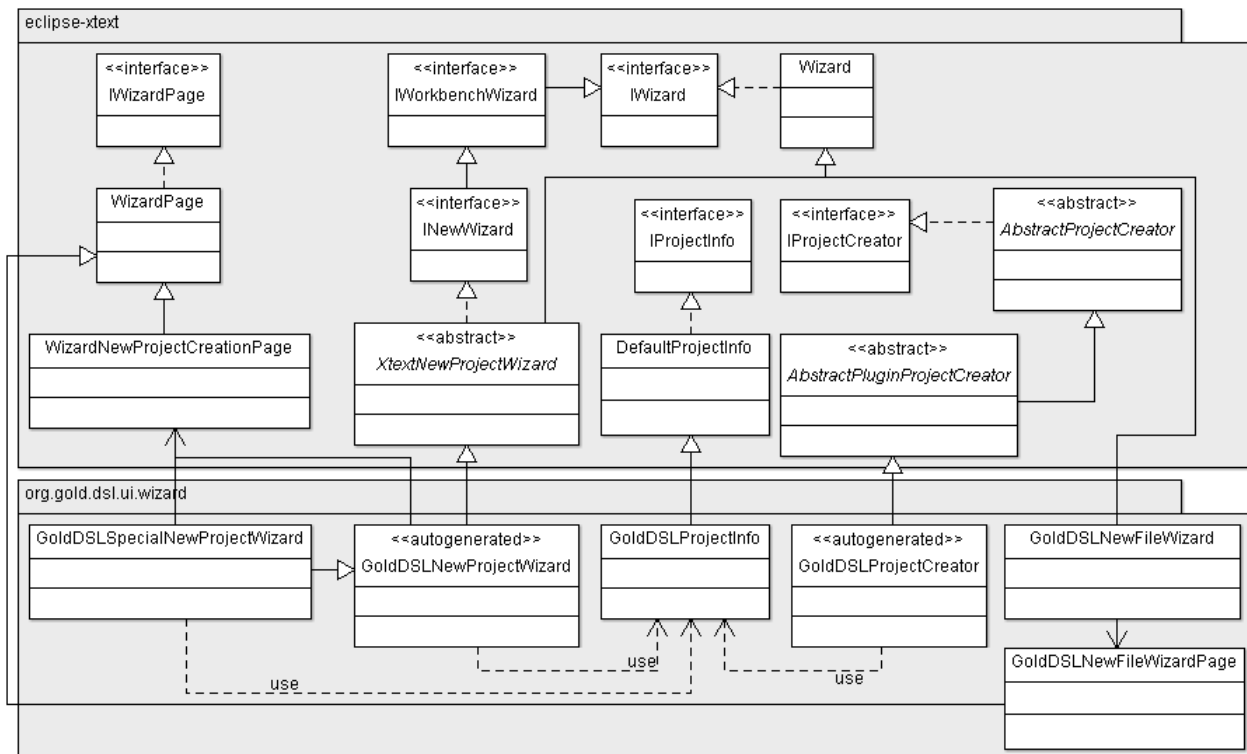 eclipse-xtext
<<interface>>
IWizardPage
<<interface>>
IWorkbenchWizard
<<interface>>
IWizard
Wizard
WizardPage
<<interface>>
INewWizard
<<interface>>
IProjectInfo
<<interface>>
IProjectCreator
<<abstract>>
AbstractProjectCreator
WizardNewProjectCreationPage
<<abstract>>
XtextNewProjectWizard
DefaultProjectInfo
<<abstract>>
AbstractPluginProjectCreator
org.gold.dsl.ui.wizard
GoldDSLSpecialNewProjectWizard
<<autogenerated>>
GoldDSLNewProjectWizard
GoldDSLProjectInfo
<<autogenerated>>
GoldDSLProjectCreator
GoldDSLNewFileWizard
GoldDSLNewFileWizardPage
use
use
use